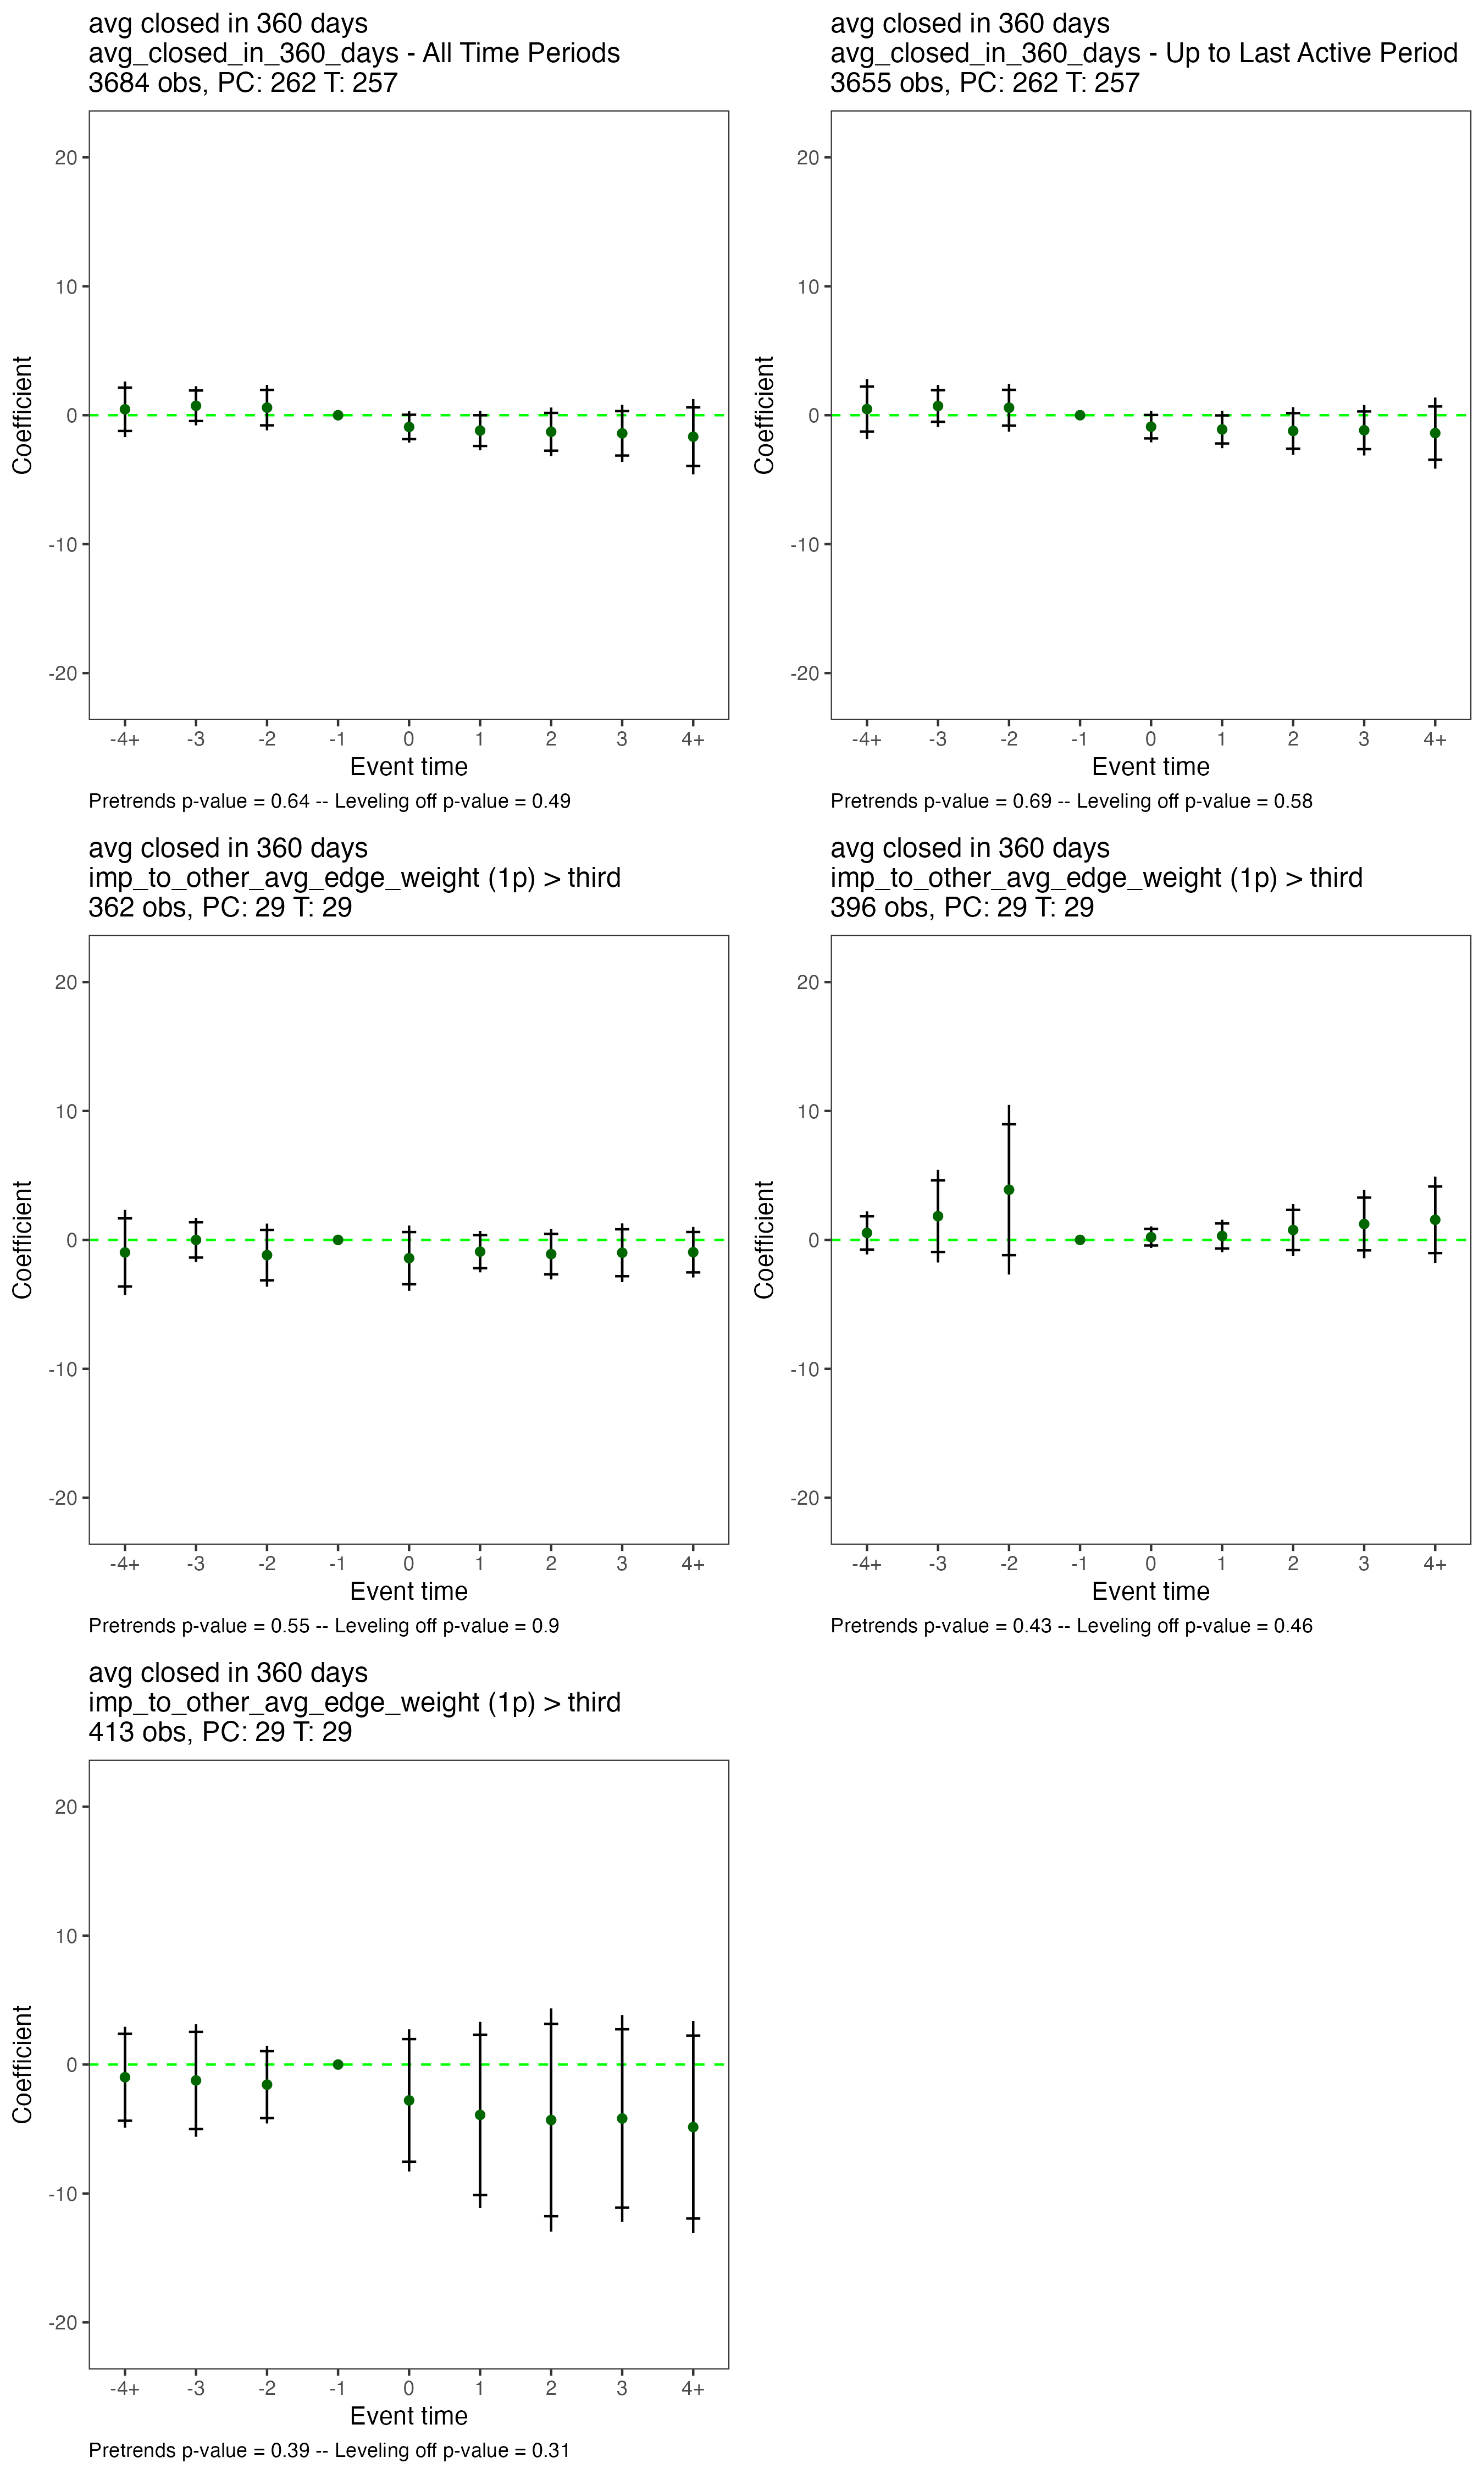 avg closed in 360 days
avg_closed_in_360_days - All Time Periods
3684 obs, PC: 262 T: 257
20
10
0
-10
-20
Coefficient
-4+ -3 -2 -1 0 1 2 3 4+
Event time
Pretrends p-value = 0.64 -- Leveling off p-value = 0.49
avg closed in 360 days
avg_closed_in_360_days - Up to Last Active Period
3655 obs, PC: 262 T: 257
20
10
0
-10
-20
Coefficient
-4+ -3 -2 -1 0 1 2 3 4+
Event time
Pretrends p-value = 0.69 -- Leveling off p-value = 0.58
avg closed in 360 days
imp_to_other_avg_edge_weight (1p) > third
362 obs, PC: 29 T: 29
20
10
0
-10
-20
Coefficient
-4+ -3 -2 -1 0 1 2 3 4+
Event time
Pretrends p-value = 0.55 -- Leveling off p-value = 0.9
avg closed in 360 days
imp_to_other_avg_edge_weight (1p) > third
396 obs, PC: 29 T: 29
20
10
0
-10
-20
Coefficient
-4+ -3 -2 -1 0 1 2 3 4+
Event time
Pretrends p-value = 0.43 -- Leveling off p-value = 0.46
avg closed in 360 days
imp_to_other_avg_edge_weight (1p) > third
413 obs, PC: 29 T: 29
20
10
0
-10
-20
Coefficient
-4+ -3 -2 -1 0 1 2 3 4+
Event time
Pretrends p-value = 0.39 -- Leveling off p-value = 0.31